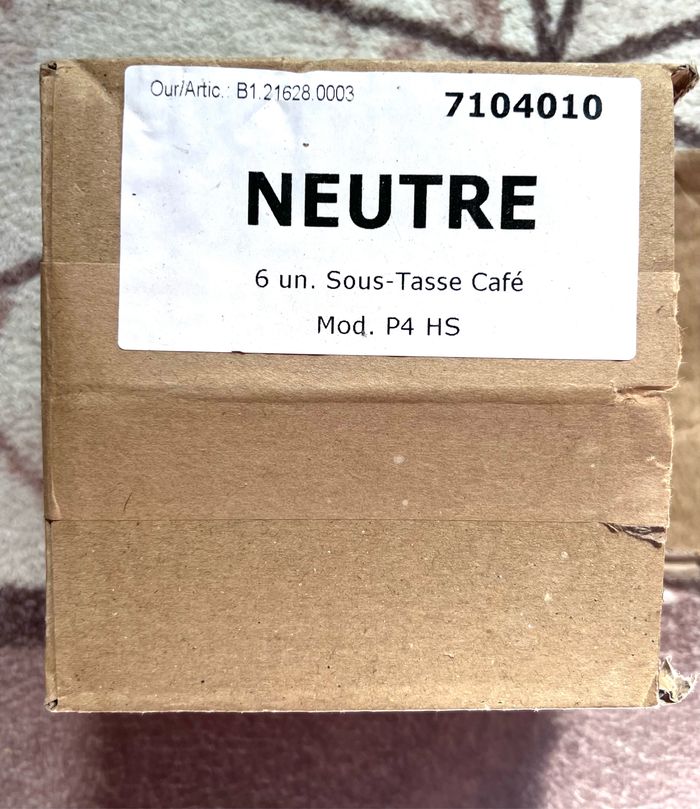 Our/Artic.: B1.21628.0003
7104010
NEUTRE
6 un. Sous-Tasse Café
Mod. P4 HS